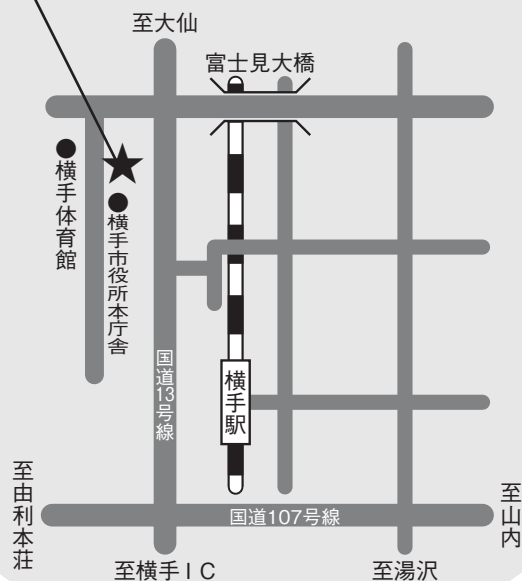 至大仙
富士見大橋
横手体育館
横手市役所本庁舎
国道13号線
横手駅
至由利本荘
国道107号線
至山内
至横手IC
至湯沢